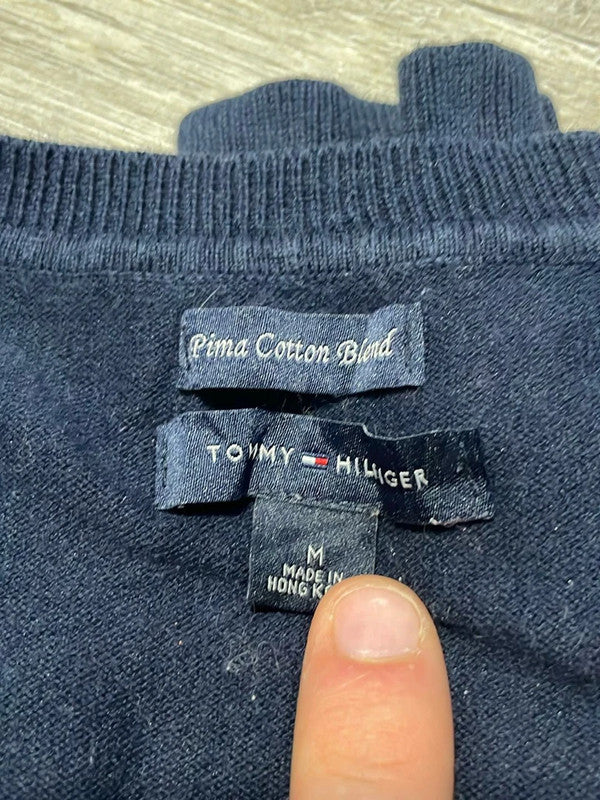 Pima Cotton Blend
TOMMY HILFIGER
M
MADE IN
HONG